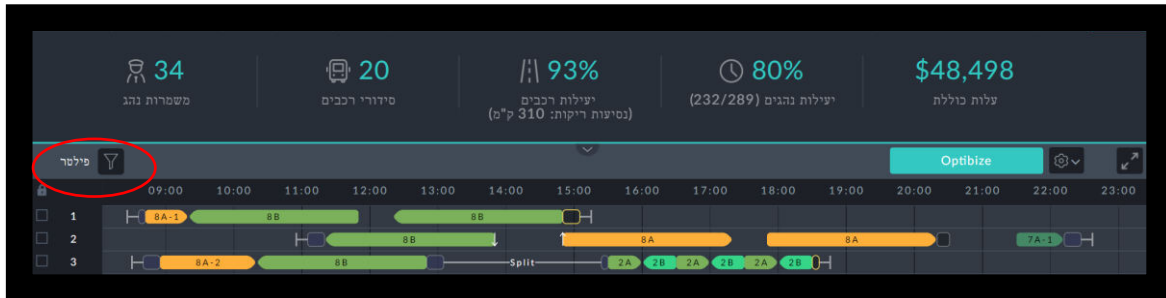 34
משמרות נהג
20
סידורי רכבים
93%
יעילות רכבים
(נסיעות ריקות: 310 ק"מ)
80%
יעילות נהגים (232/289)
$48,498
עלות כוללת
פילטר
Optibize
09:00 10:00 11:00 12:00 13:00 14:00 15:00 16:00 17:00 18:00 19:00 20:00 21:00 22:00 23:00
1 8A-1 8B 8B
2 8B 8A 8A 7A-1
3 8A-2 8B Split 2A 2B 2A 2B 2A 2B